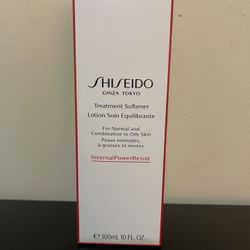 SHISEIDO
GINZA TOKYO
Treatment Softener
Lotion Soin Equilibrante
For Normal and
Combination to Oily Skin
Peaux normales,
à grasses et mixtes
InternalPowerResist
℮ 300mL 10 FL. OZ.